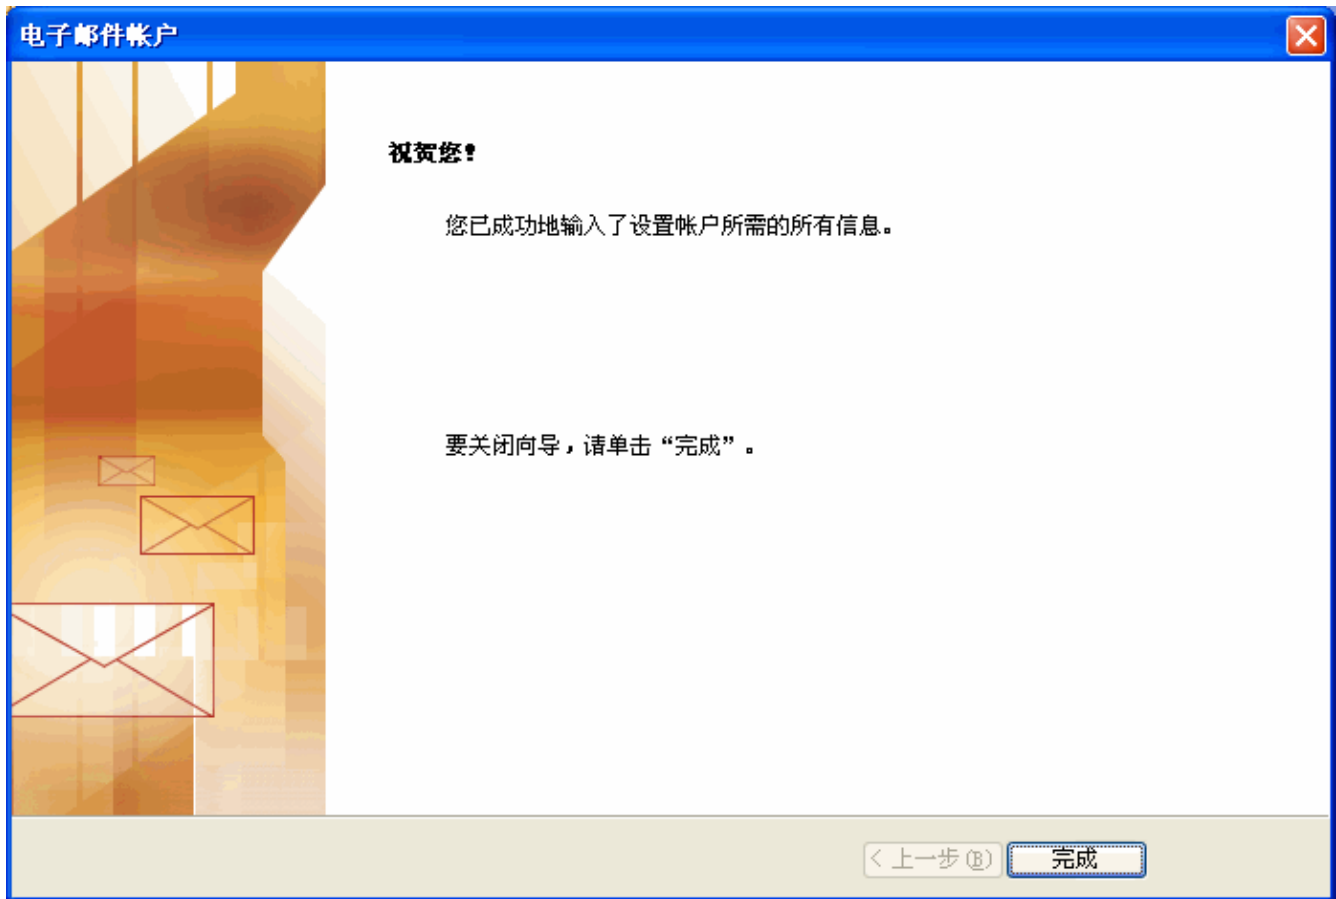 电子邮件帐户
祝贺您!
您已成功地输入了设置帐户所需的所有信息。
要关闭向导，请单击“完成”。
< 上一步(B)
完成